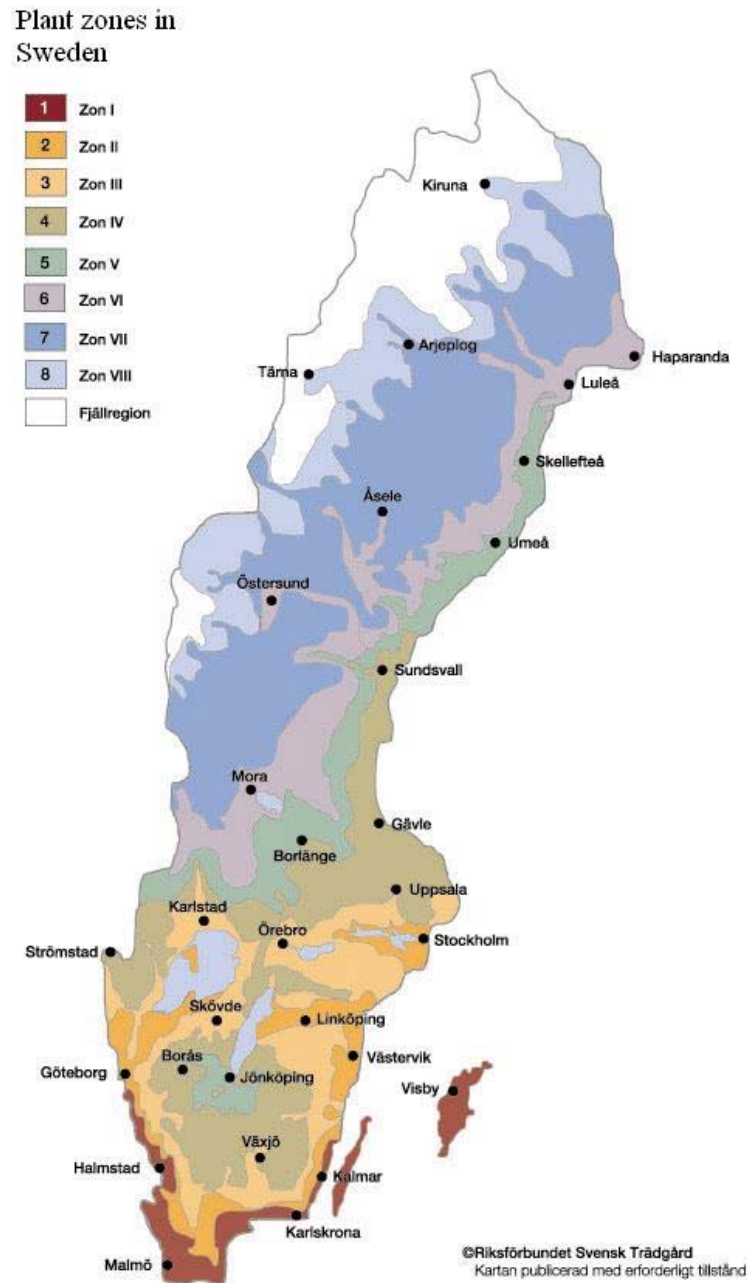 Plant zones in
Sweden
1 Zon I
2 Zon II
3 Zon III
4 Zon IV
5 Zon V
6 Zon VI
7 Zon VII
8 Zon VIII
Fjällregion
Kiruna
Arjeplog
Haparanda
Tärna
Luleå
Skellefteå
Åsele
Umeå
Östersund
Sundsvall
Mora
Gävle
Borlänge
Uppsala
Karlstad
Örebro
Stockholm
Strömstad
Skövde
Linköping
Västervik
Borås
Göteborg
Jönköping
Visby
Växjö
Halmstad
Kalmar
Karlskrona
Malmö
©Riksförbundet Svensk Trädgård
Kartan publicerad med erforderligt tillstånd